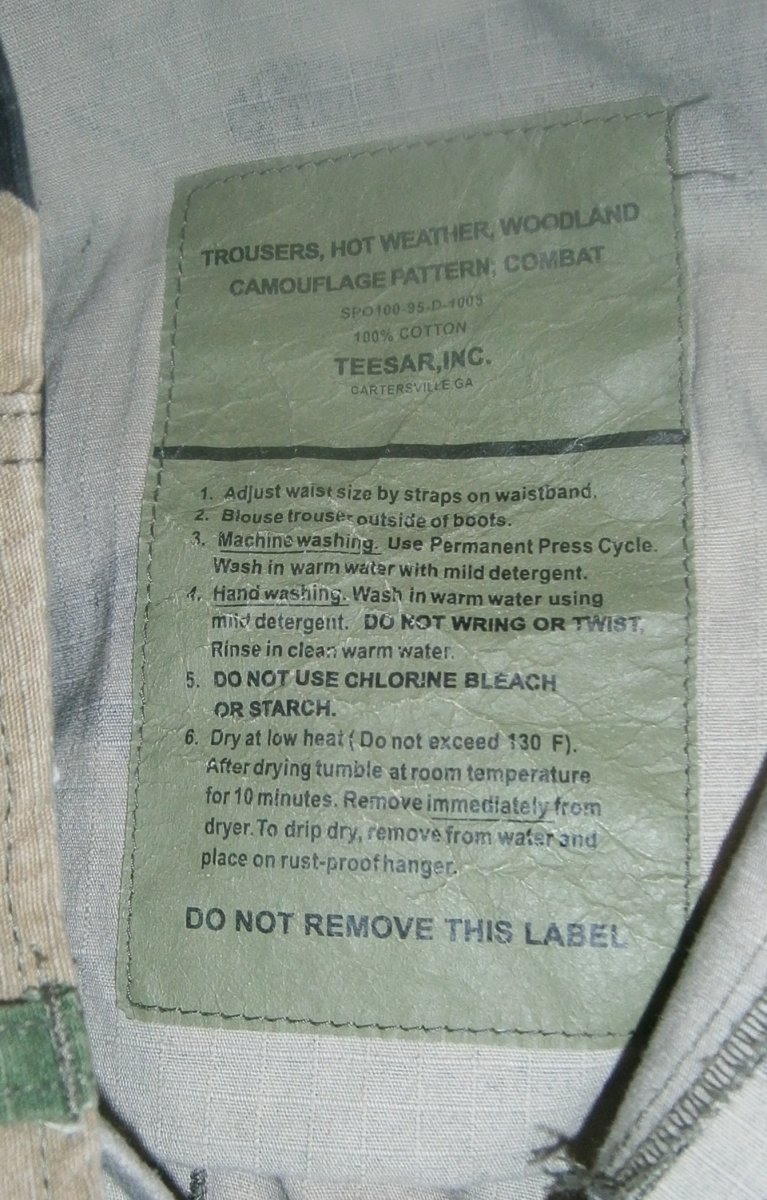 TROUSERS, HOT WEATHER, WOODLAND
CAMOUFLAGE PATTERN, COMBAT
SPO100-95-D-1005
100% COTTON
TEESAR,INC.
CARTERSVILLE GA
1. Adjust waist size by straps on waistband.
2. Blouse trouser outside of boots.
3. Machine washing. Use Permanent Press Cycle.
Wash in warm water with mild detergent.
4. Hand washing. Wash in warm water using
mild detergent. DO NOT WRING OR TWIST,
Rinse in clean warm water.
5. DO NOT USE CHLORINE BLEACH
OR STARCH.
6. Dry at low heat ( Do not exceed 130 F).
After drying tumble at room temperature
for 10 minutes. Remove immediately from
dryer. To drip dry, remove from water and
place on rust-proof hanger.
DO NOT REMOVE THIS LABEL